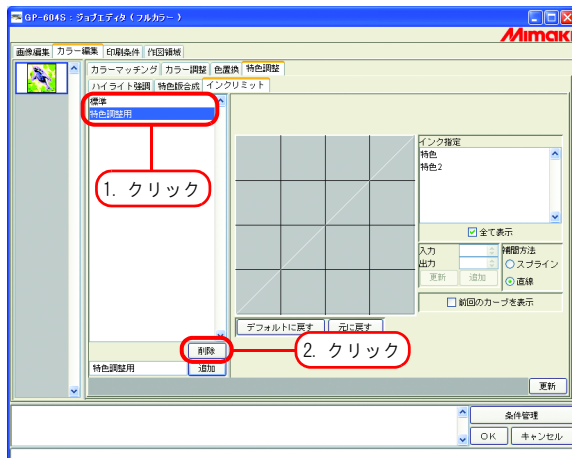 GP-604S：ジョブエディタ（フルカラー）
Mimaki
画像編集 カラー編集 印刷条件 作図領域
カラーマッチング カラー調整 色置換 特色調整
ハイライト強調 特色版合成 インクリミット
標準
特色調整用
1. クリック
インク指定
特色
特色2
全て表示
入力
出力
更新 追加
補間方法
スプライン
直線
前回のカーブを表示
デフォルトに戻す 元に戻す
削除
2. クリック
特色調整用 追加
更新
条件管理
OK キャンセル